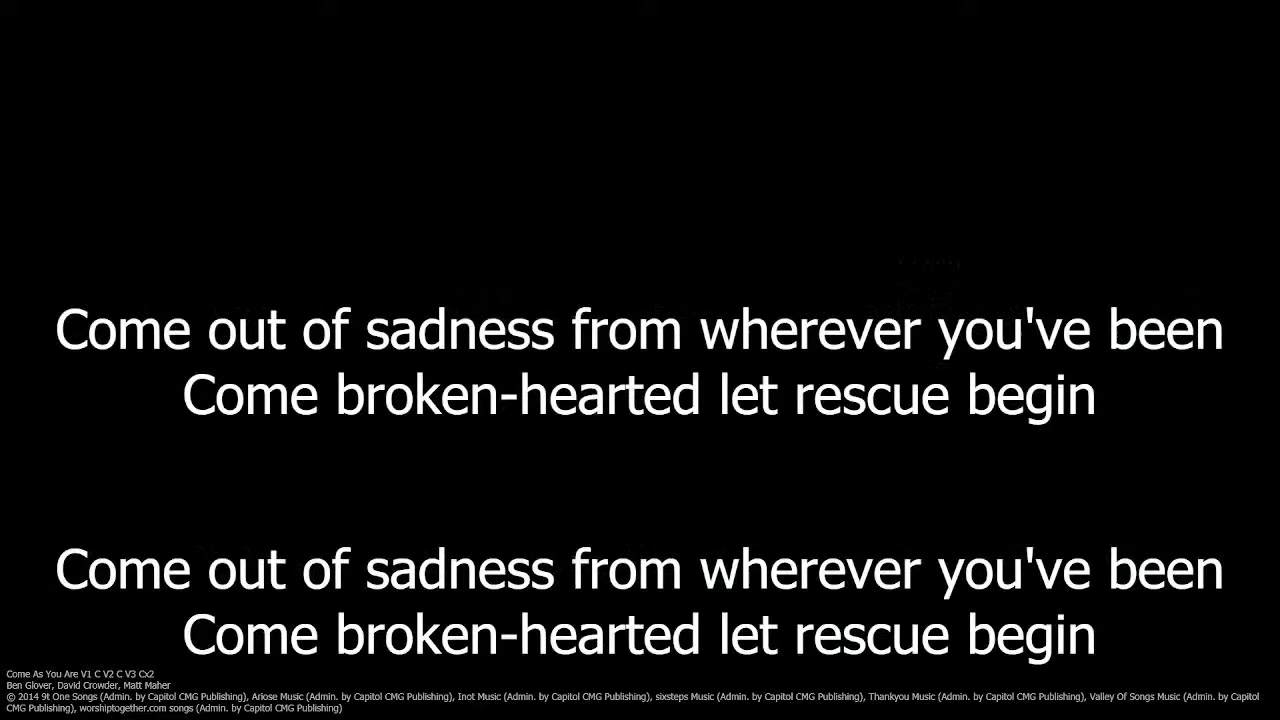 Come out of sadness from wherever you've been
Come broken-hearted let rescue begin
Come out of sadness from wherever you've been
Come broken-hearted let rescue begin
Come As You Are V1 C V2 C V3 Cx2
Ben Glover, David Crowder, Matt Maher
© 2014 9t One Songs (Admin. by Capitol CMG Publishing), Ariose Music (Admin. by Capitol CMG Publishing), Inot Music (Admin. by Capitol CMG Publishing), sixsteps Music (Admin. by Capitol CMG Publishing), Thankyou Music (Admin. by Capitol CMG Publishing), Valley Of Songs Music (Admin. by Capitol
CMG Publishing), worshiptogether.com songs (Admin. by Capitol CMG Publishing)